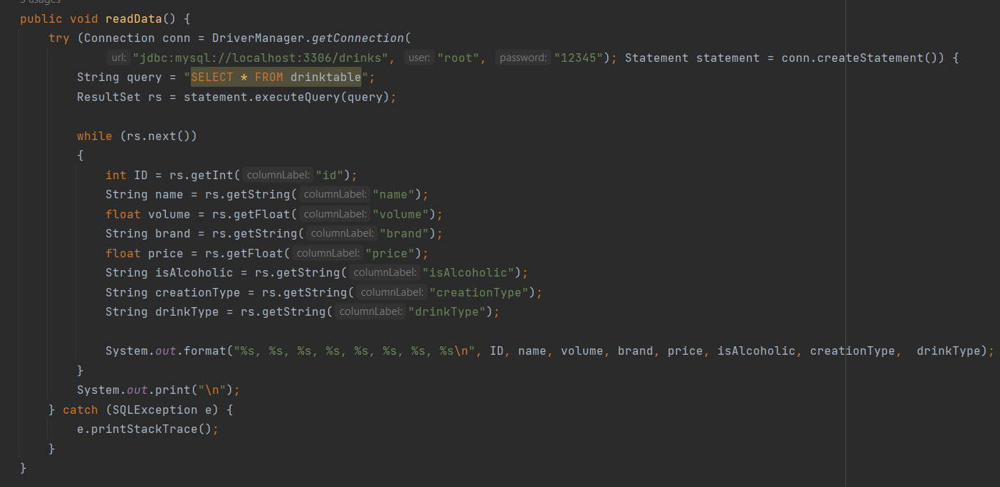 3 usages
public void readData() {
try (Connection conn = DriverManager.getConnection(
url: "jdbc:mysql://localhost:3306/drinks", user: "root", password: "12345"); Statement statement = conn.createStatement()) {
String query = "SELECT * FROM drinktable";
ResultSet rs = statement.executeQuery(query);
while (rs.next())
{
int ID = rs.getInt( columnLabel: "id");
String name = rs.getString( columnLabel: "name");
float volume = rs.getFloat( columnLabel: "volume");
String brand = rs.getString( columnLabel: "brand");
float price = rs.getFloat( columnLabel: "price");
String isAlcoholic = rs.getString( columnLabel: "isAlcoholic");
String creationType = rs.getString( columnLabel: "creationType");
String drinkType = rs.getString( columnLabel: "drinkType");
System.out.format("%s, %s, %s, %s, %s, %s, %s, %s\n", ID, name, volume, brand, price, isAlcoholic, creationType,  drinkType);
}
System.out.print("\n");
} catch (SQLException e) {
e.printStackTrace();
}
}